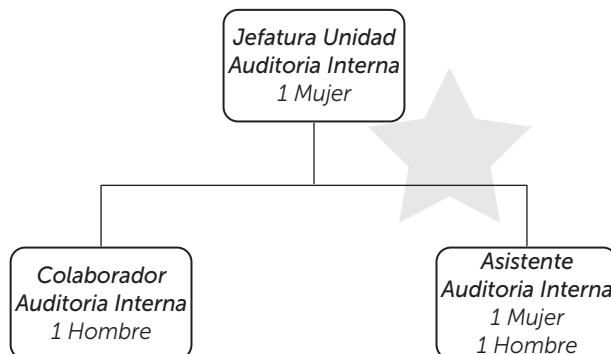 Jefatura Unidad
Auditoria Interna
1 Mujer
Colaborador
Auditoria Interna
1 Hombre
Asistente
Auditoria Interna
1 Mujer
1 Hombre